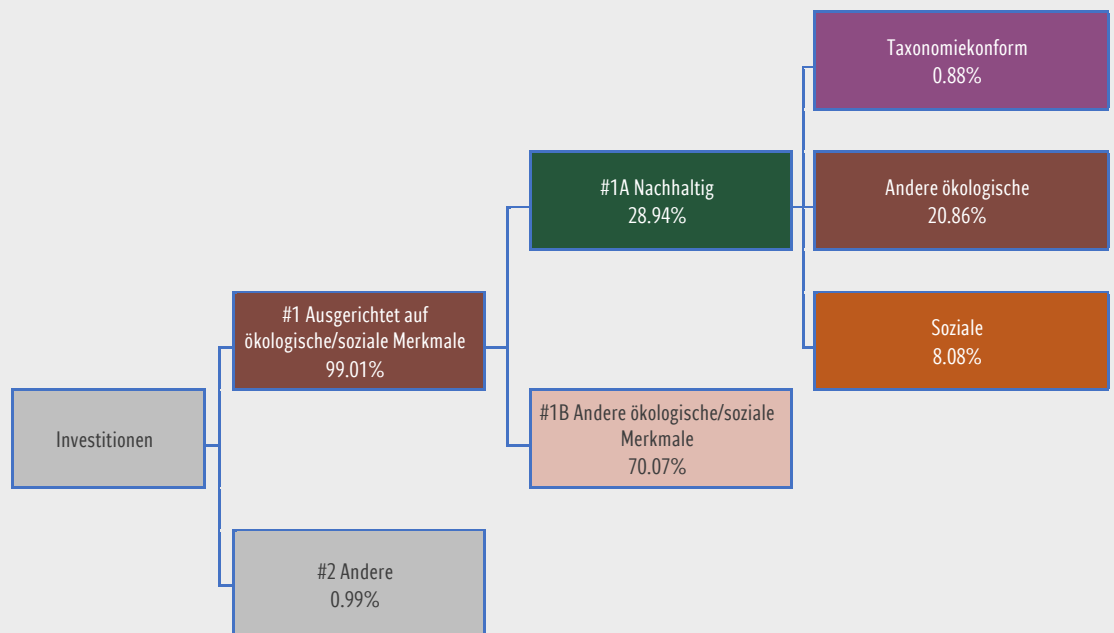 Taxonomiekonform
0.88%
#1A Nachhaltig
28.94%
Andere ökologische
20.86%
#1 Ausgerichtet auf
ökologische/soziale Merkmale
99.01%
Soziale
8.08%
Investitionen
#1B Andere ökologische/soziale
Merkmale
70.07%
#2 Andere
0.99%